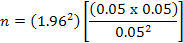 n = (1.96²) [ (0.05 x 0.05) / 0.05² ]